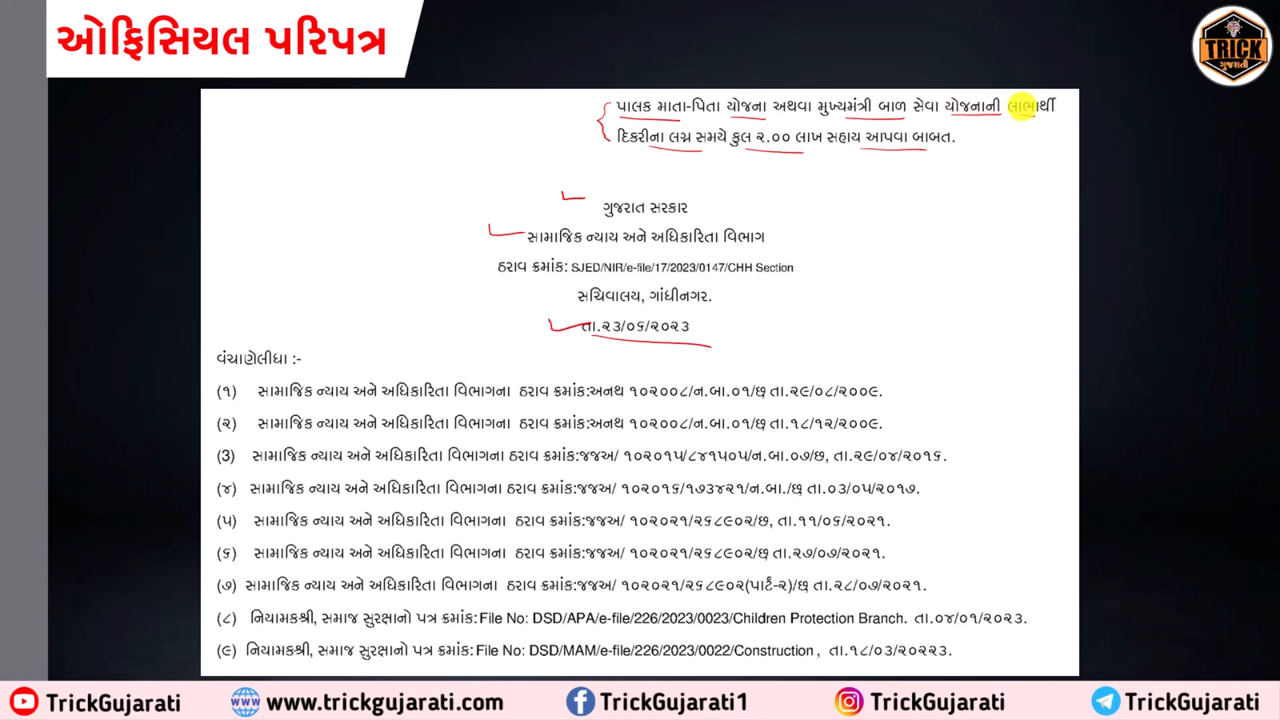 ઓફિસિયલ પરિપત્ર
TRICK
ગુજરાતી
પાલક માતા-પિતા યોજના અથવા મુખ્યમંત્રી બાળ સેવા યોજનાની લાભાર્થી
દિકરીના લગ્ન સમયે કુલ ૨.૦૦ લાખ સહાય આપવા બાબત.
ગુજરાત સરકાર
સામાજિક ન્યાય અને અધિકારિતા વિભાગ
ઠરાવ ક્રમાંક: SJED/NIR/e-file/17/2023/0147/CHH Section
સચિવાલય, ગાંધીનગર.
તા.૨૩/૦૬/૨૦૨૩
વંચાણેલીધા :-
(૧) સામાજિક ન્યાય અને અધિકારિતા વિભાગના ઠરાવ ક્રમાંક:અનથ ૧૦૨૦૦૮/ન.બા.૦૧/છ તા.૨૯/૦૮/૨૦૦૯.
(૨) સામાજિક ન્યાય અને અધિકારિતા વિભાગના ઠરાવ ક્રમાંક:અનથ ૧૦૨૦૦૮/ન.બા.૦૧/છ તા.૧૮/૧૨/૨૦૦૯.
(3) સામાજિક ન્યાય અને અધિકારિતા વિભાગના ઠરાવ ક્રમાંક:જજઅ/ ૧૦૨૦૧૫/૮૪૧૫૦૫/ન.બા.૦૭/છ, તા.૨૯/૦૪/૨૦૧૬.
(૪) સામાજિક ન્યાય અને અધિકારિતા વિભાગના ઠરાવ ક્રમાંક:જજઅ/ ૧૦૨૦૧૬/૧૭૩૪૨૧/ન.બા./છ તા.૦૩/૦૫/૨૦૧૭.
(૫) સામાજિક ન્યાય અને અધિકારિતા વિભાગના ઠરાવ ક્રમાંક:જજઅ/ ૧૦૨૦૨૧/૨૬૮૯૦૨/છ, તા.૧૧/૦૬/૨૦૨૧.
(૬) સામાજિક ન્યાય અને અધિકારિતા વિભાગના ઠરાવ ક્રમાંક:જજઅ/ ૧૦૨૦૨૧/૨૬૮૯૦૨/છ તા.૨૭/૦૭/૨૦૨૧.
(૭) સામાજિક ન્યાય અને અધિકારિતા વિભાગના ઠરાવ ક્રમાંક:જજઅ/ ૧૦૨૦૨૧/૨૬૮૯૦૨(પાર્ટ-૨)/છ તા.૨૮/૦૭/૨૦૨૧.
(૮) નિયામકશ્રી, સમાજ સુરક્ષાનો પત્ર ક્રમાંક: File No: DSD/APA/e-file/226/2023/0023/Children Protection Branch. તા.૦૪/૦૧/૨૦૨૩.
(૯) નિયામકશ્રી, સમાજ સુરક્ષાનો પત્ર ક્રમાંક: File No: DSD/MAM/e-file/226/2023/0022/Construction , તા.૧૮/૦૩/૨૦૨૨૩.
TrickGujarati www.trickgujarati.com TrickGujarati1 TrickGujarati TrickGujarati